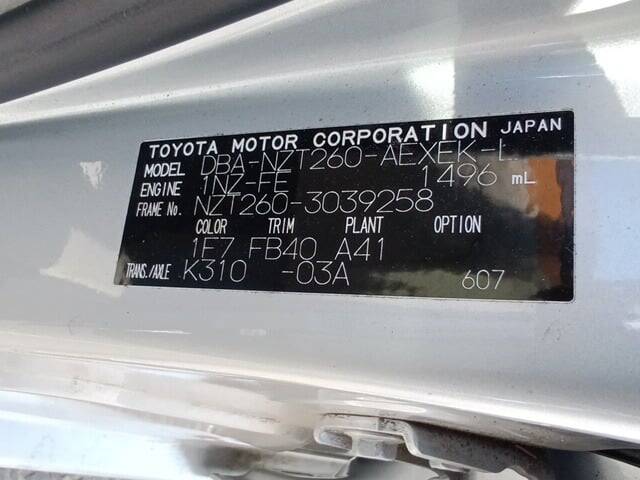 TOYOTA MOTOR CORPORATION JAPAN
MODEL DBA-NZT260-AEXEK-L
ENGINE 1NZ-FE 1496 mL
FRAME No. NZT260-3039258
COLOR TRIM PLANT OPTION
1F7 FB40 A41
TRANS./AXLE K310 -03A 607